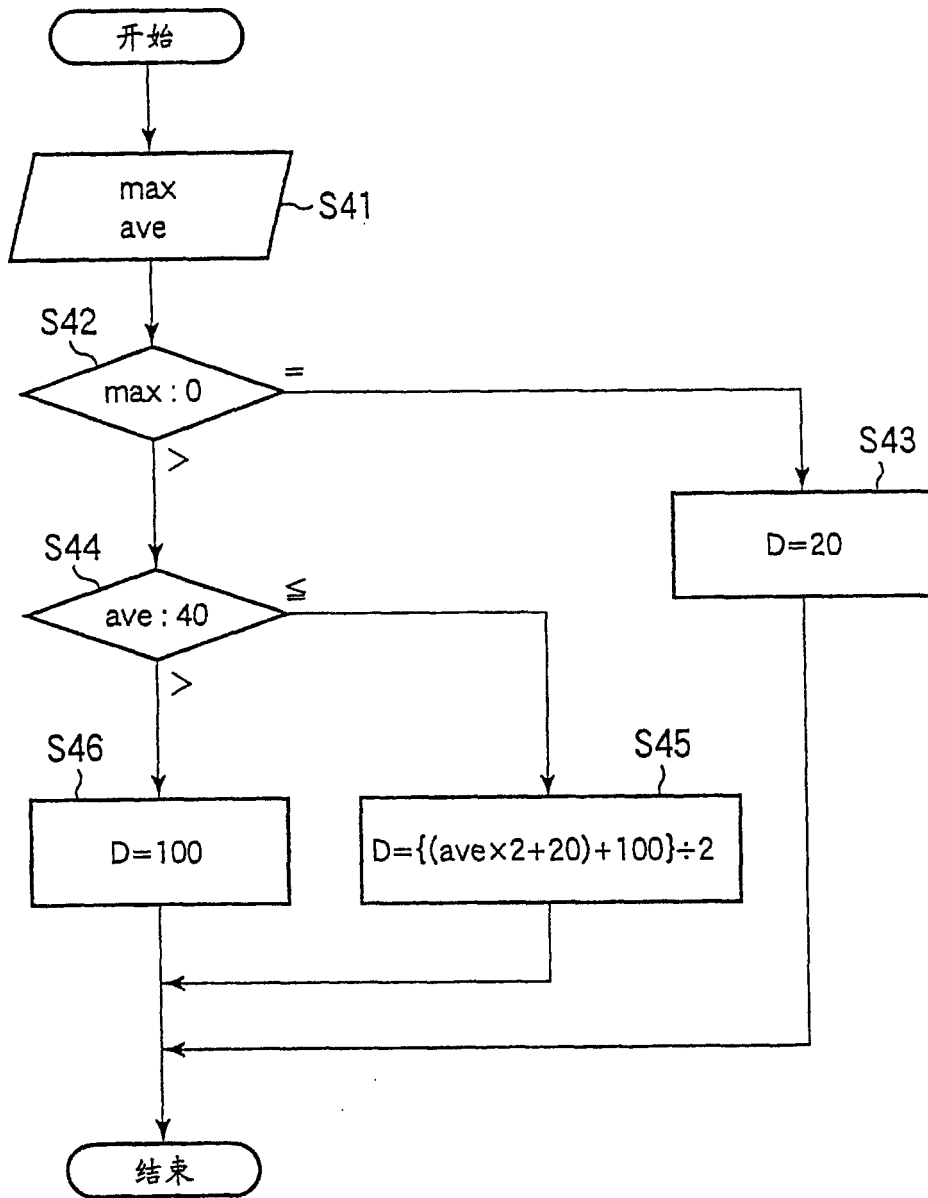 开始
max
ave
S41
S42
max : 0
=
>
S43
D=20
S44
ave : 40
≦
>
S46
D=100
S45
D={(ave×2+20)+100}÷2
结束